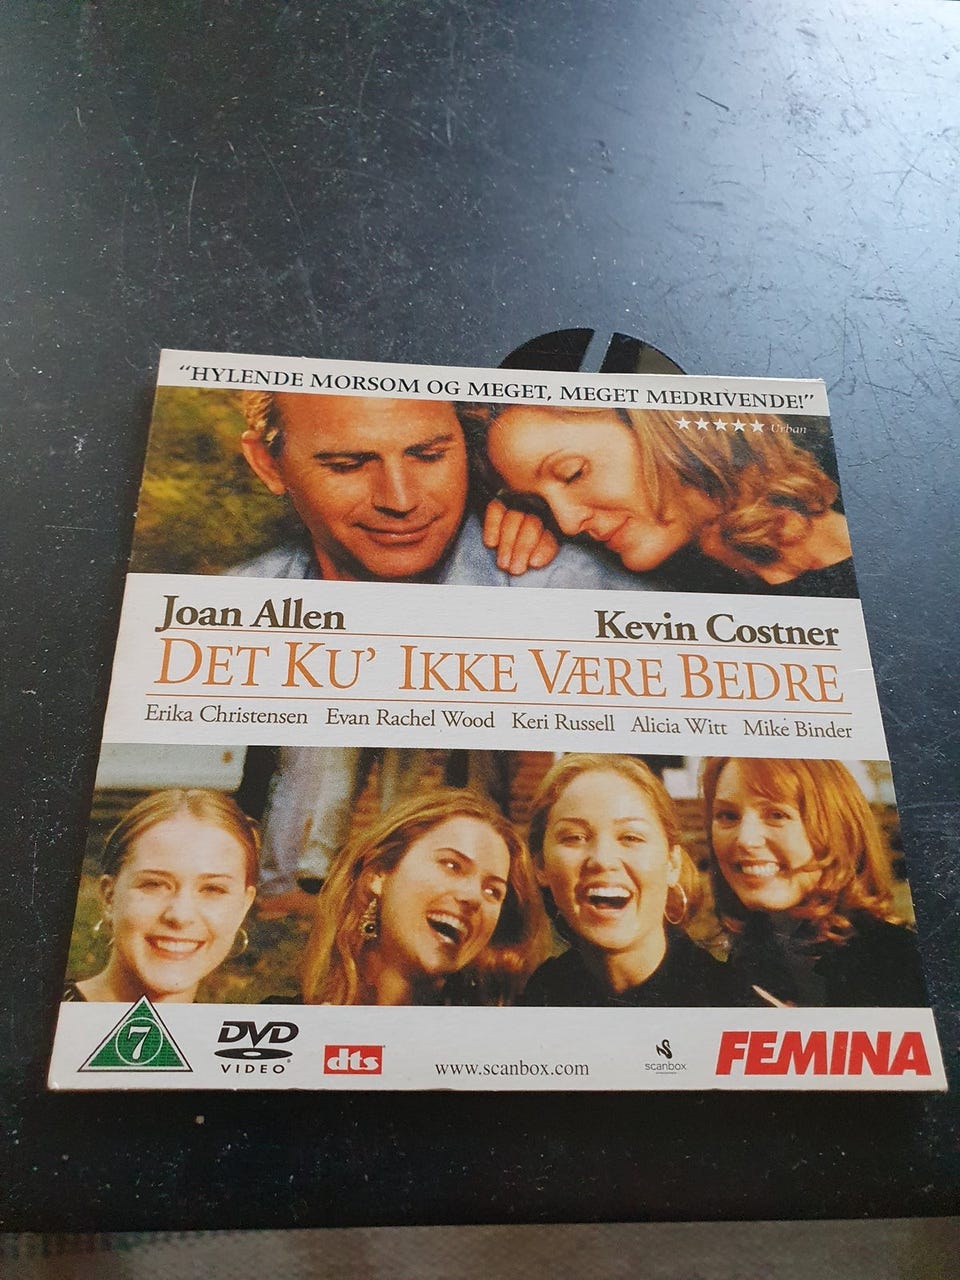 “HYLENDE MORSOM OG MEGET, MEGET MEDRIVENDE!”
★★★★★ Urban
Joan Allen Kevin Costner
DET KU’ IKKE VÆRE BEDRE
Erika Christensen Evan Rachel Wood Keri Russell Alicia Witt Mike Binder
7 DVD VIDEO dts www.scanbox.com scanbox FEMINA